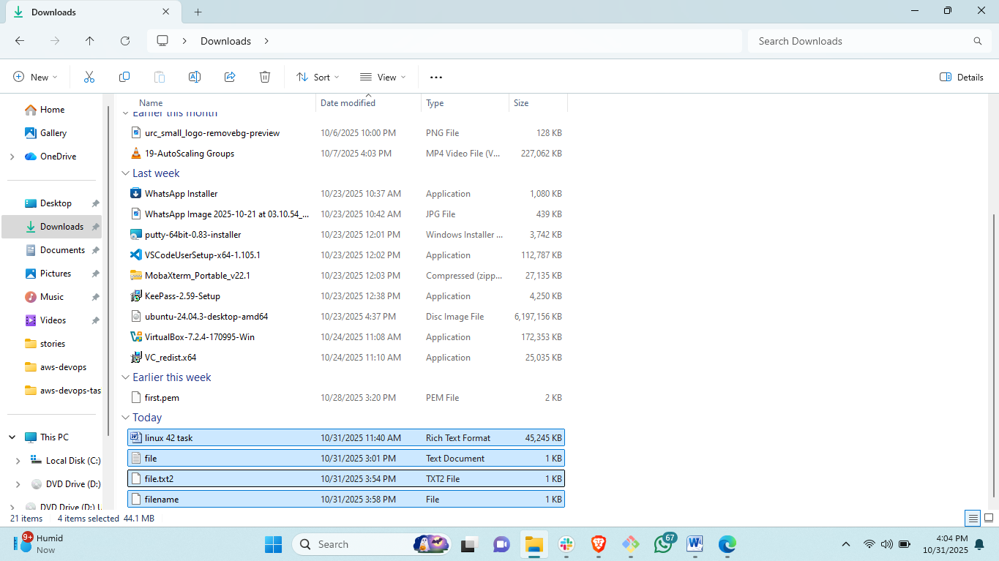 Downloads
Downloads
Search Downloads
New
Sort
View
Details
Home
Gallery
OneDrive
Desktop
Downloads
Documents
Pictures
Music
Videos
stories
aws-devops
aws-devops-tas
This PC
Local Disk (C:)
DVD Drive (D:)
DVD Drive (D:) U
Name Date modified Type Size
Earlier this month
urc_small_logo-removebg-preview 10/6/2025 10:00 PM PNG File 128 KB
19-AutoScaling Groups 10/7/2025 4:03 PM MP4 Video File (V... 227,062 KB
Last week
WhatsApp Installer 10/23/2025 10:37 AM Application 1,080 KB
WhatsApp Image 2025-10-21 at 03.10.54_... 10/23/2025 10:42 AM JPG File 439 KB
putty-64bit-0.83-installer 10/23/2025 12:01 PM Windows Installer ... 3,742 KB
VSCodeUserSetup-x64-1.105.1 10/23/2025 12:02 PM Application 112,787 KB
MobaXterm_Portable_v22.1 10/23/2025 12:03 PM Compressed (zipp... 27,135 KB
KeePass-2.59-Setup 10/23/2025 12:38 PM Application 4,250 KB
ubuntu-24.04.3-desktop-amd64 10/23/2025 4:37 PM Disc Image File 6,197,156 KB
VirtualBox-7.2.4-170995-Win 10/24/2025 11:08 AM Application 172,353 KB
VC_redist.x64 10/24/2025 11:10 AM Application 25,035 KB
Earlier this week
first.pem 10/28/2025 3:20 PM PEM File 2 KB
Today
linux 42 task 10/31/2025 11:40 AM Rich Text Format 45,245 KB
file 10/31/2025 3:01 PM Text Document 1 KB
file.txt2 10/31/2025 3:54 PM TXT2 File 1 KB
filename 10/31/2025 3:58 PM File 1 KB
21 items 4 items selected 44.1 MB
9+
Humid
Now
Search
67
4:04 PM
10/31/2025